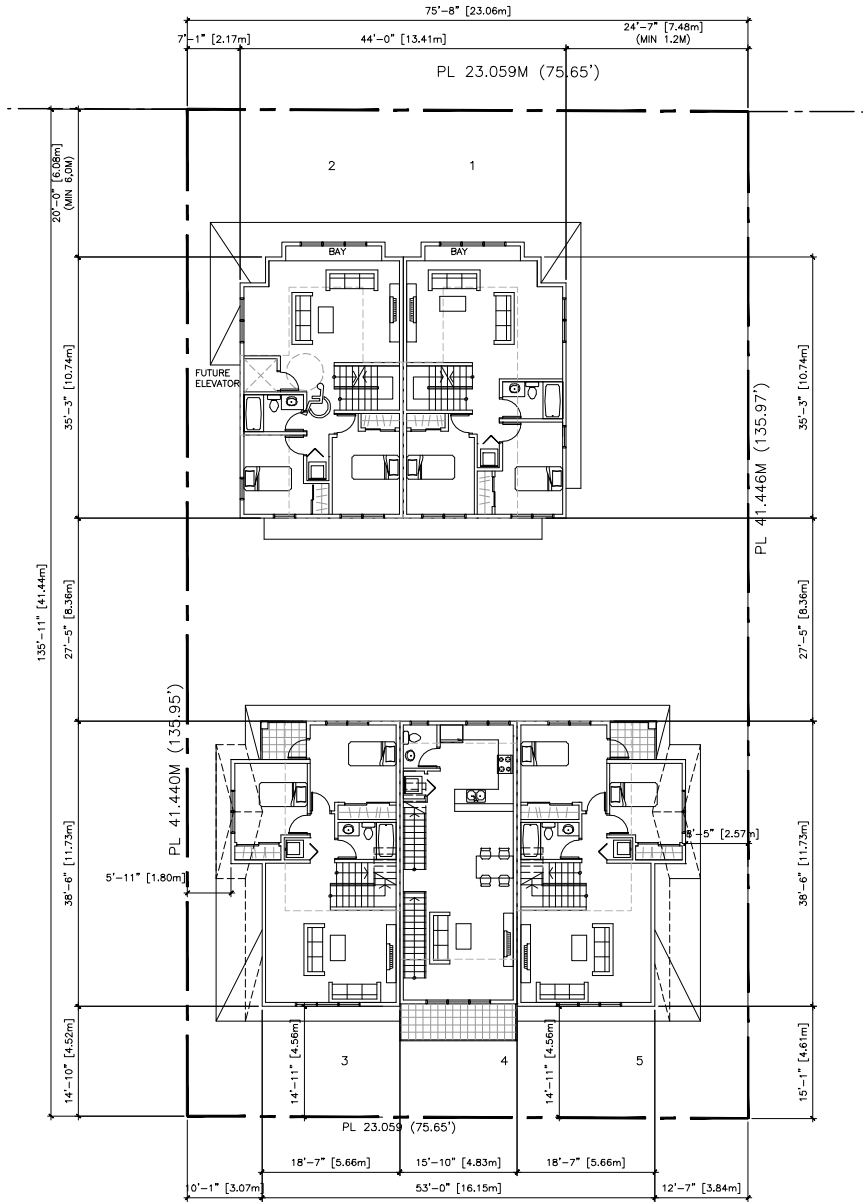 75'-8" [23.06m]
7'-1" [2.17m]
44'-0" [13.41m]
24'-7" [7.48m]
(MIN 1.2M)
PL 23.059M (75.65')
20'-0" [6.08m]
(MIN 6.0M)
2
1
BAY
BAY
FUTURE
ELEVATOR
35'-3" [10.74m]
35'-3" [10.74m]
PL 41.446M (135.97')
135'-11" [41.44m]
27'-5" [8.36m]
27'-5" [8.36m]
PL 41.440M (135.95')
8'-5" [2.57m]
5'-11" [1.80m]
38'-6" [11.73m]
38'-6" [11.73m]
14'-10" [4.52m]
14'-11" [4.56m]
3
4
14'-11" [4.56m]
5
15'-1" [4.61m]
PL 23.059 (75.65')
18'-7" [5.66m]
15'-10" [4.83m]
18'-7" [5.66m]
10'-1" [3.07m]
53'-0" [16.15m]
12'-7" [3.84m]